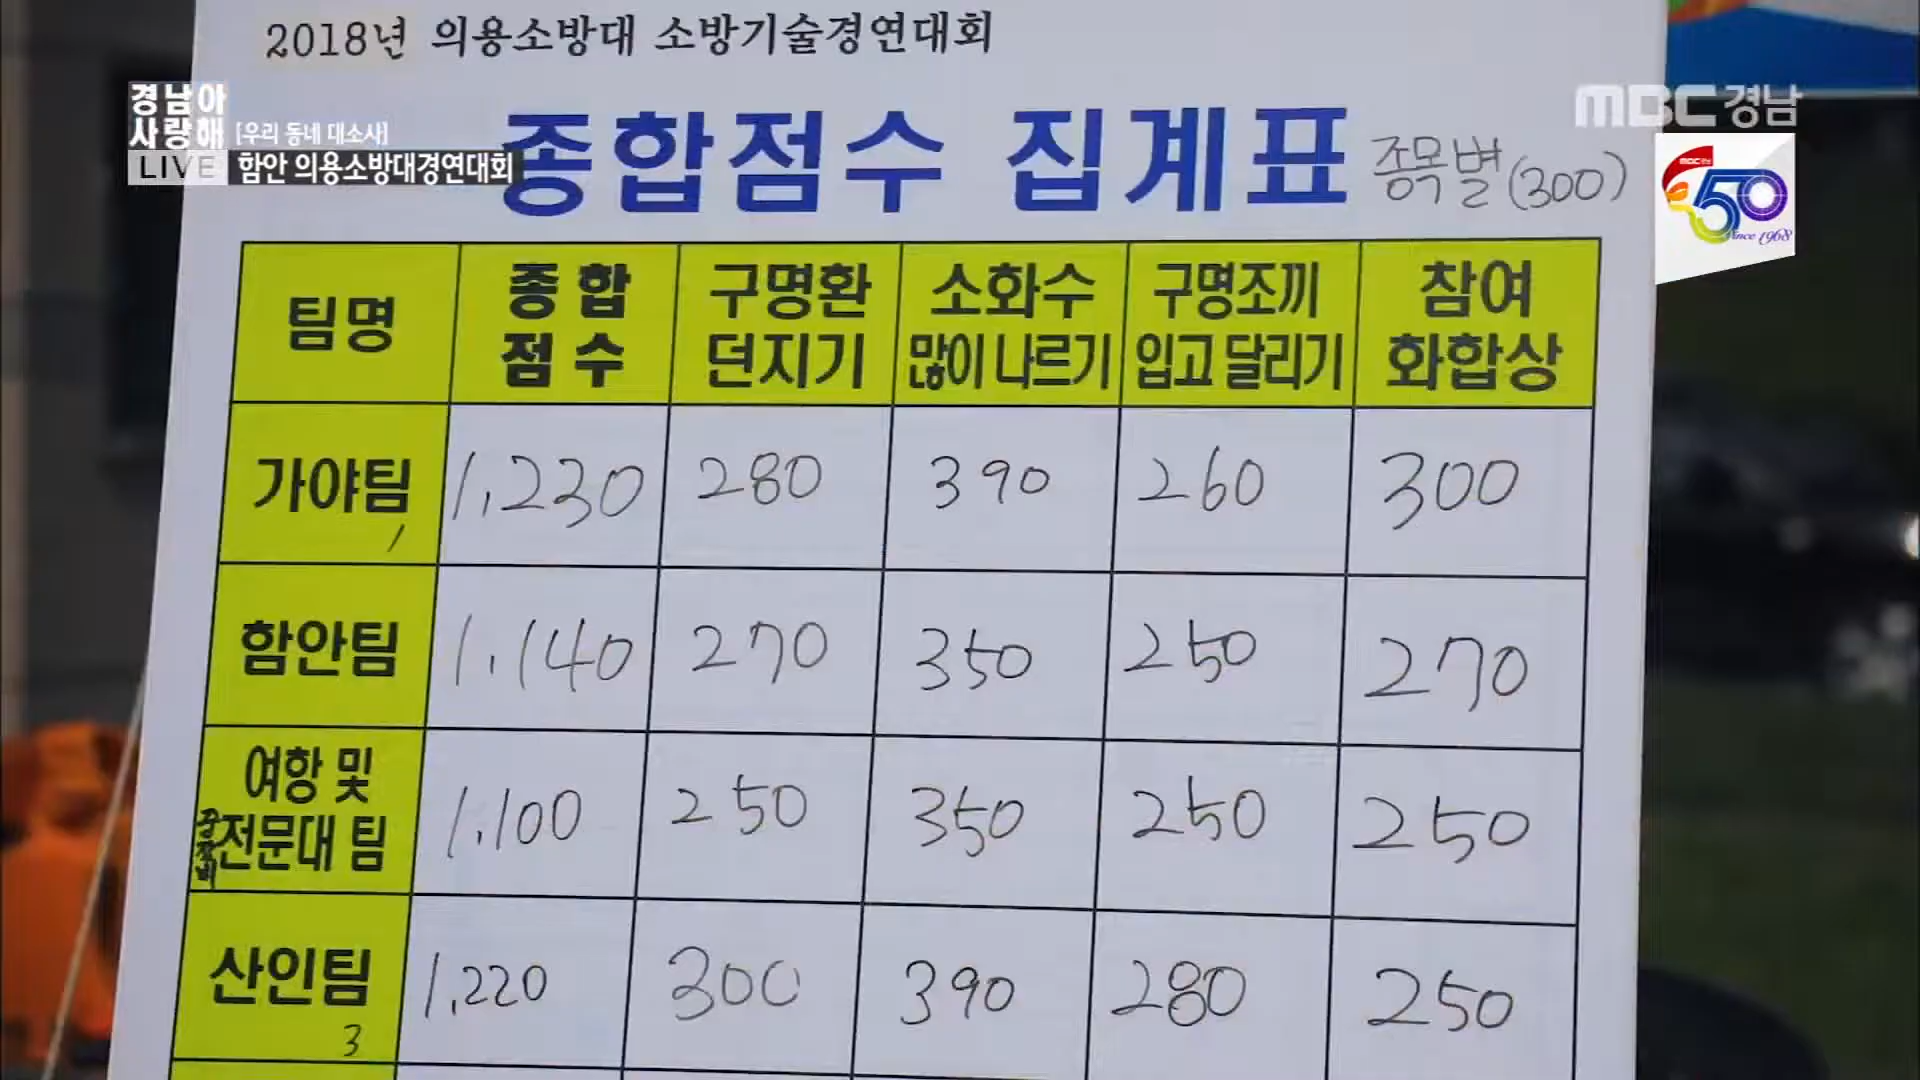 2018년 의용소방대 소방기술경연대회
경남아
사랑해
[우리 동네 대소사]
LIVE
함안 의용소방대경연대회
MBC경남
MBC
50
Since 1968
종합점수 집계표
종목별(300)
팀명
종합
점수
구명환
던지기
소화수
많이 나르기
구명조끼
입고 달리기
참여
화합상
가야팀
1
1,230
280
390
260
300
함안팀
1.140
270
350
250
270
여항 및
전문대 팀
1.100
250
350
250
250
산인팀
3
1,220
300
390
280
250